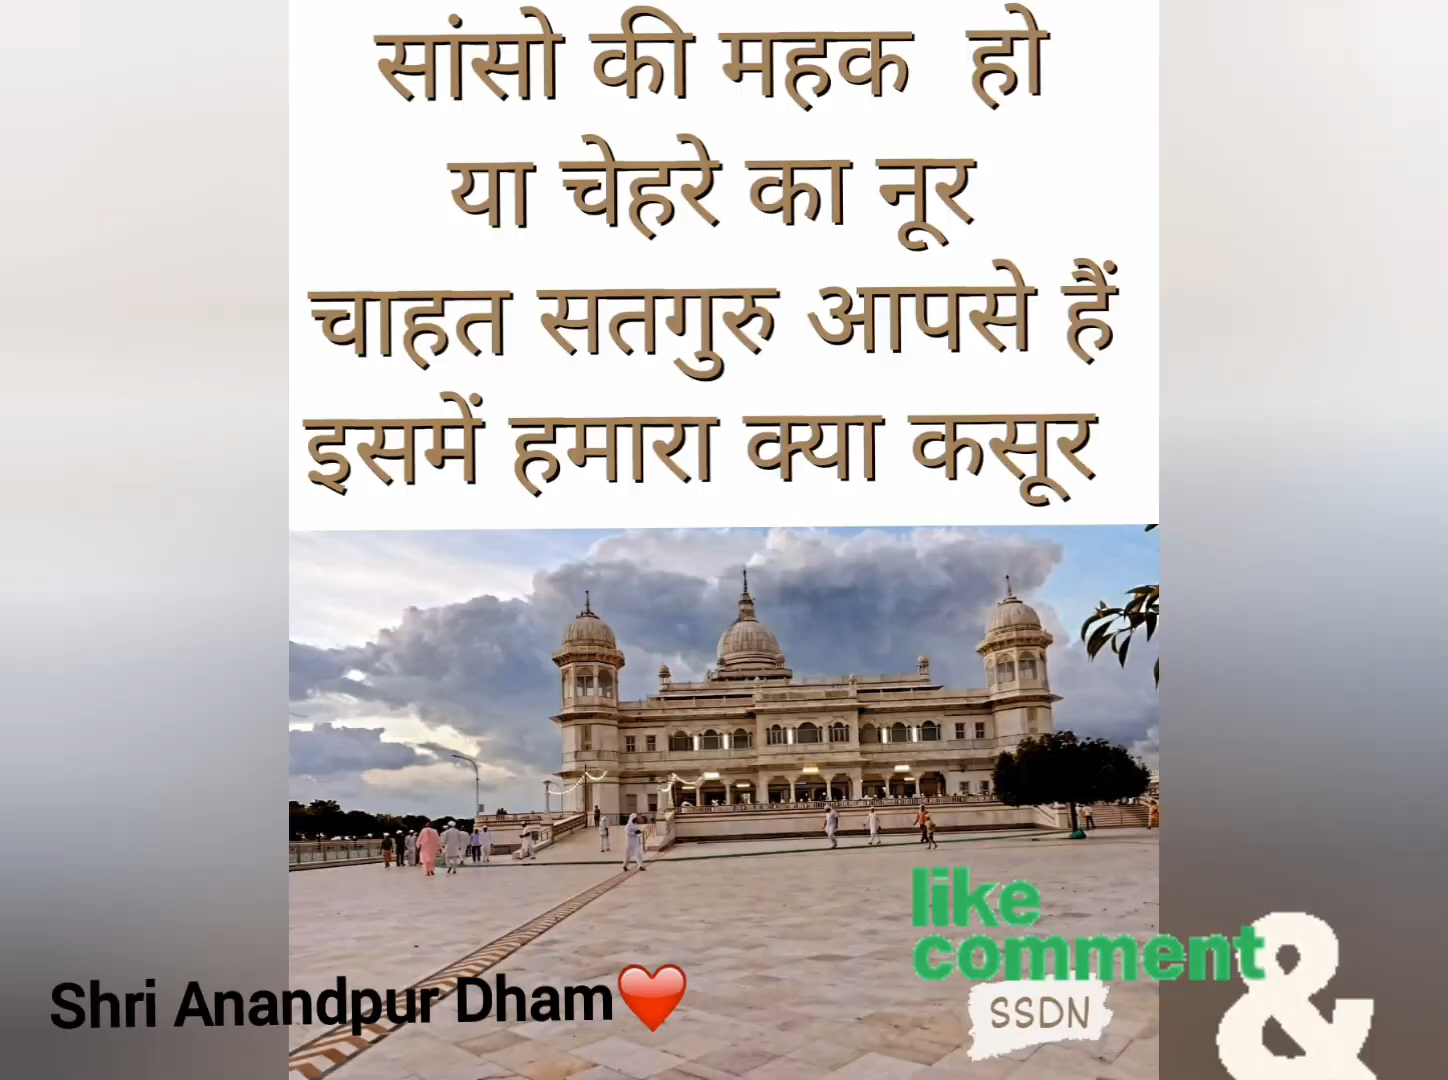 सांसो की महक हो
या चेहरे का नूर
चाहत सतगुरु आपसे हैं
इसमें हमारा क्या कसूर
like
comment
&
SSDN
Shri Anandpur Dham❤️